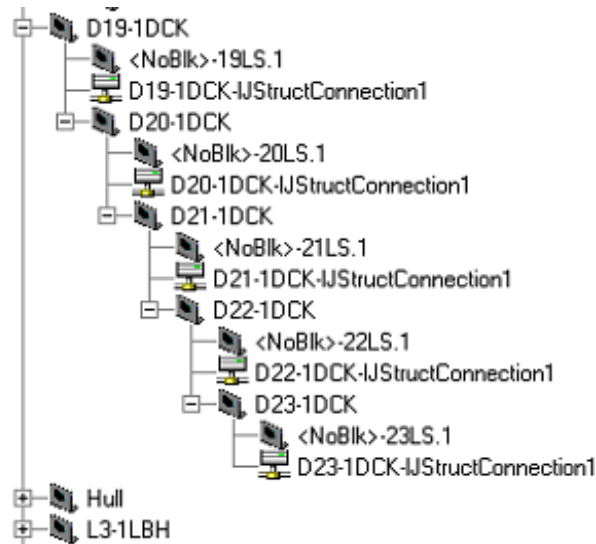 D19-1DCK
<NoBlk>-19LS.1
D19-1DCK-IJStructConnection1
D20-1DCK
<NoBlk>-20LS.1
D20-1DCK-IJStructConnection1
D21-1DCK
<NoBlk>-21LS.1
D21-1DCK-IJStructConnection1
D22-1DCK
<NoBlk>-22LS.1
D22-1DCK-IJStructConnection1
D23-1DCK
<NoBlk>-23LS.1
D23-1DCK-IJStructConnection1
Hull
L3-1LBH